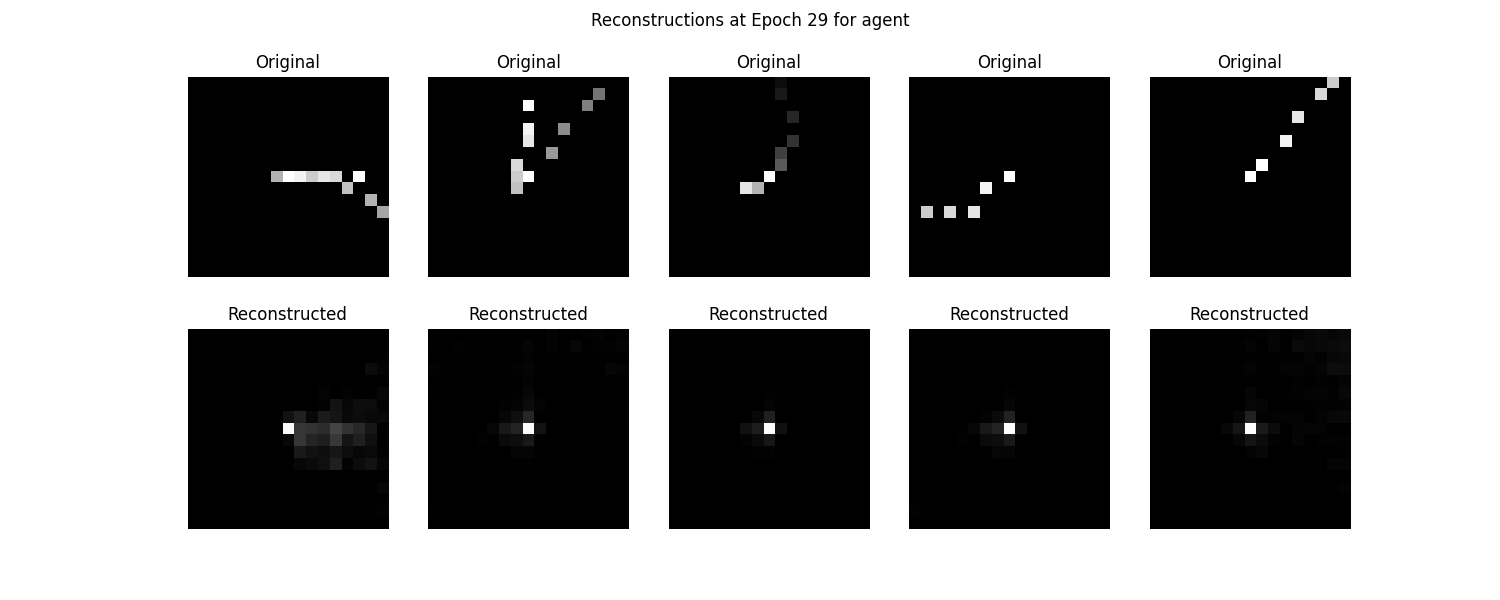 Reconstructions at Epoch 29 for agent
Original Original Original Original Original
Reconstructed Reconstructed Reconstructed Reconstructed Reconstructed